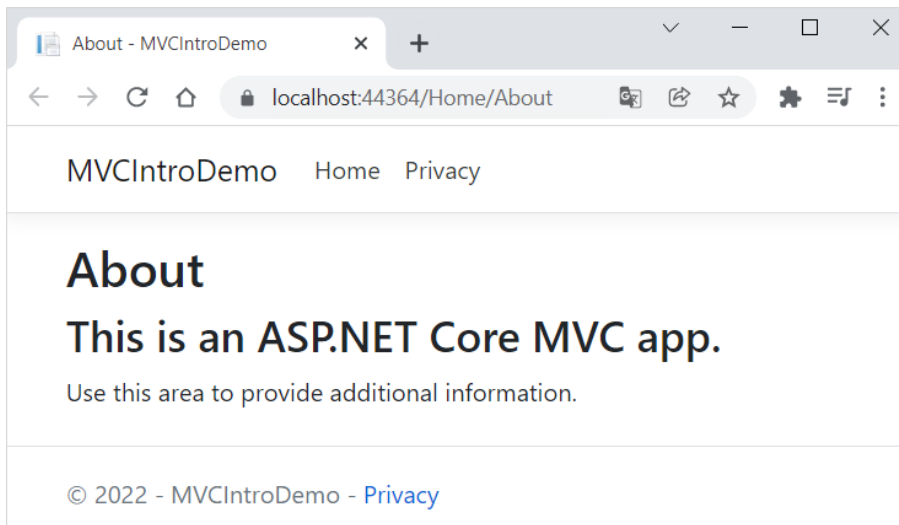 About - MVCIntroDemo
localhost:44364/Home/About
MVCIntroDemo Home Privacy
About
This is an ASP.NET Core MVC app.
Use this area to provide additional information.
© 2022 - MVCIntroDemo - Privacy